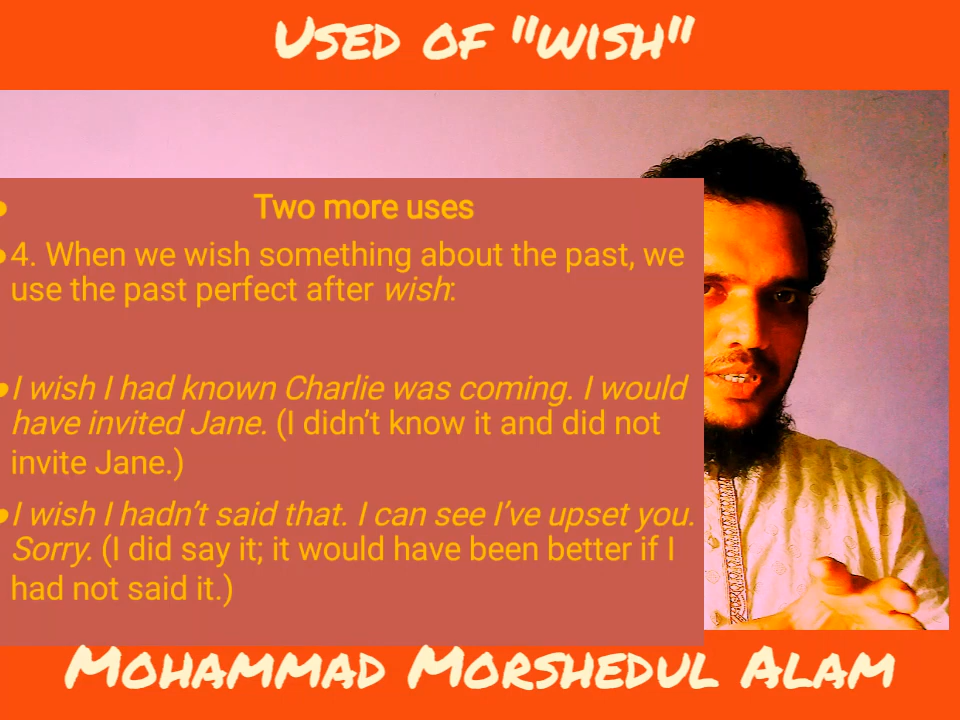 Used of "wish"
Two more uses
4. When we wish something about the past, we
use the past perfect after wish:
I wish I had known Charlie was coming. I would
have invited Jane. (I didn’t know it and did not
invite Jane.)
I wish I hadn’t said that. I can see I’ve upset you.
Sorry. (I did say it; it would have been better if I
had not said it.)
Mohammad Morshedul Alam